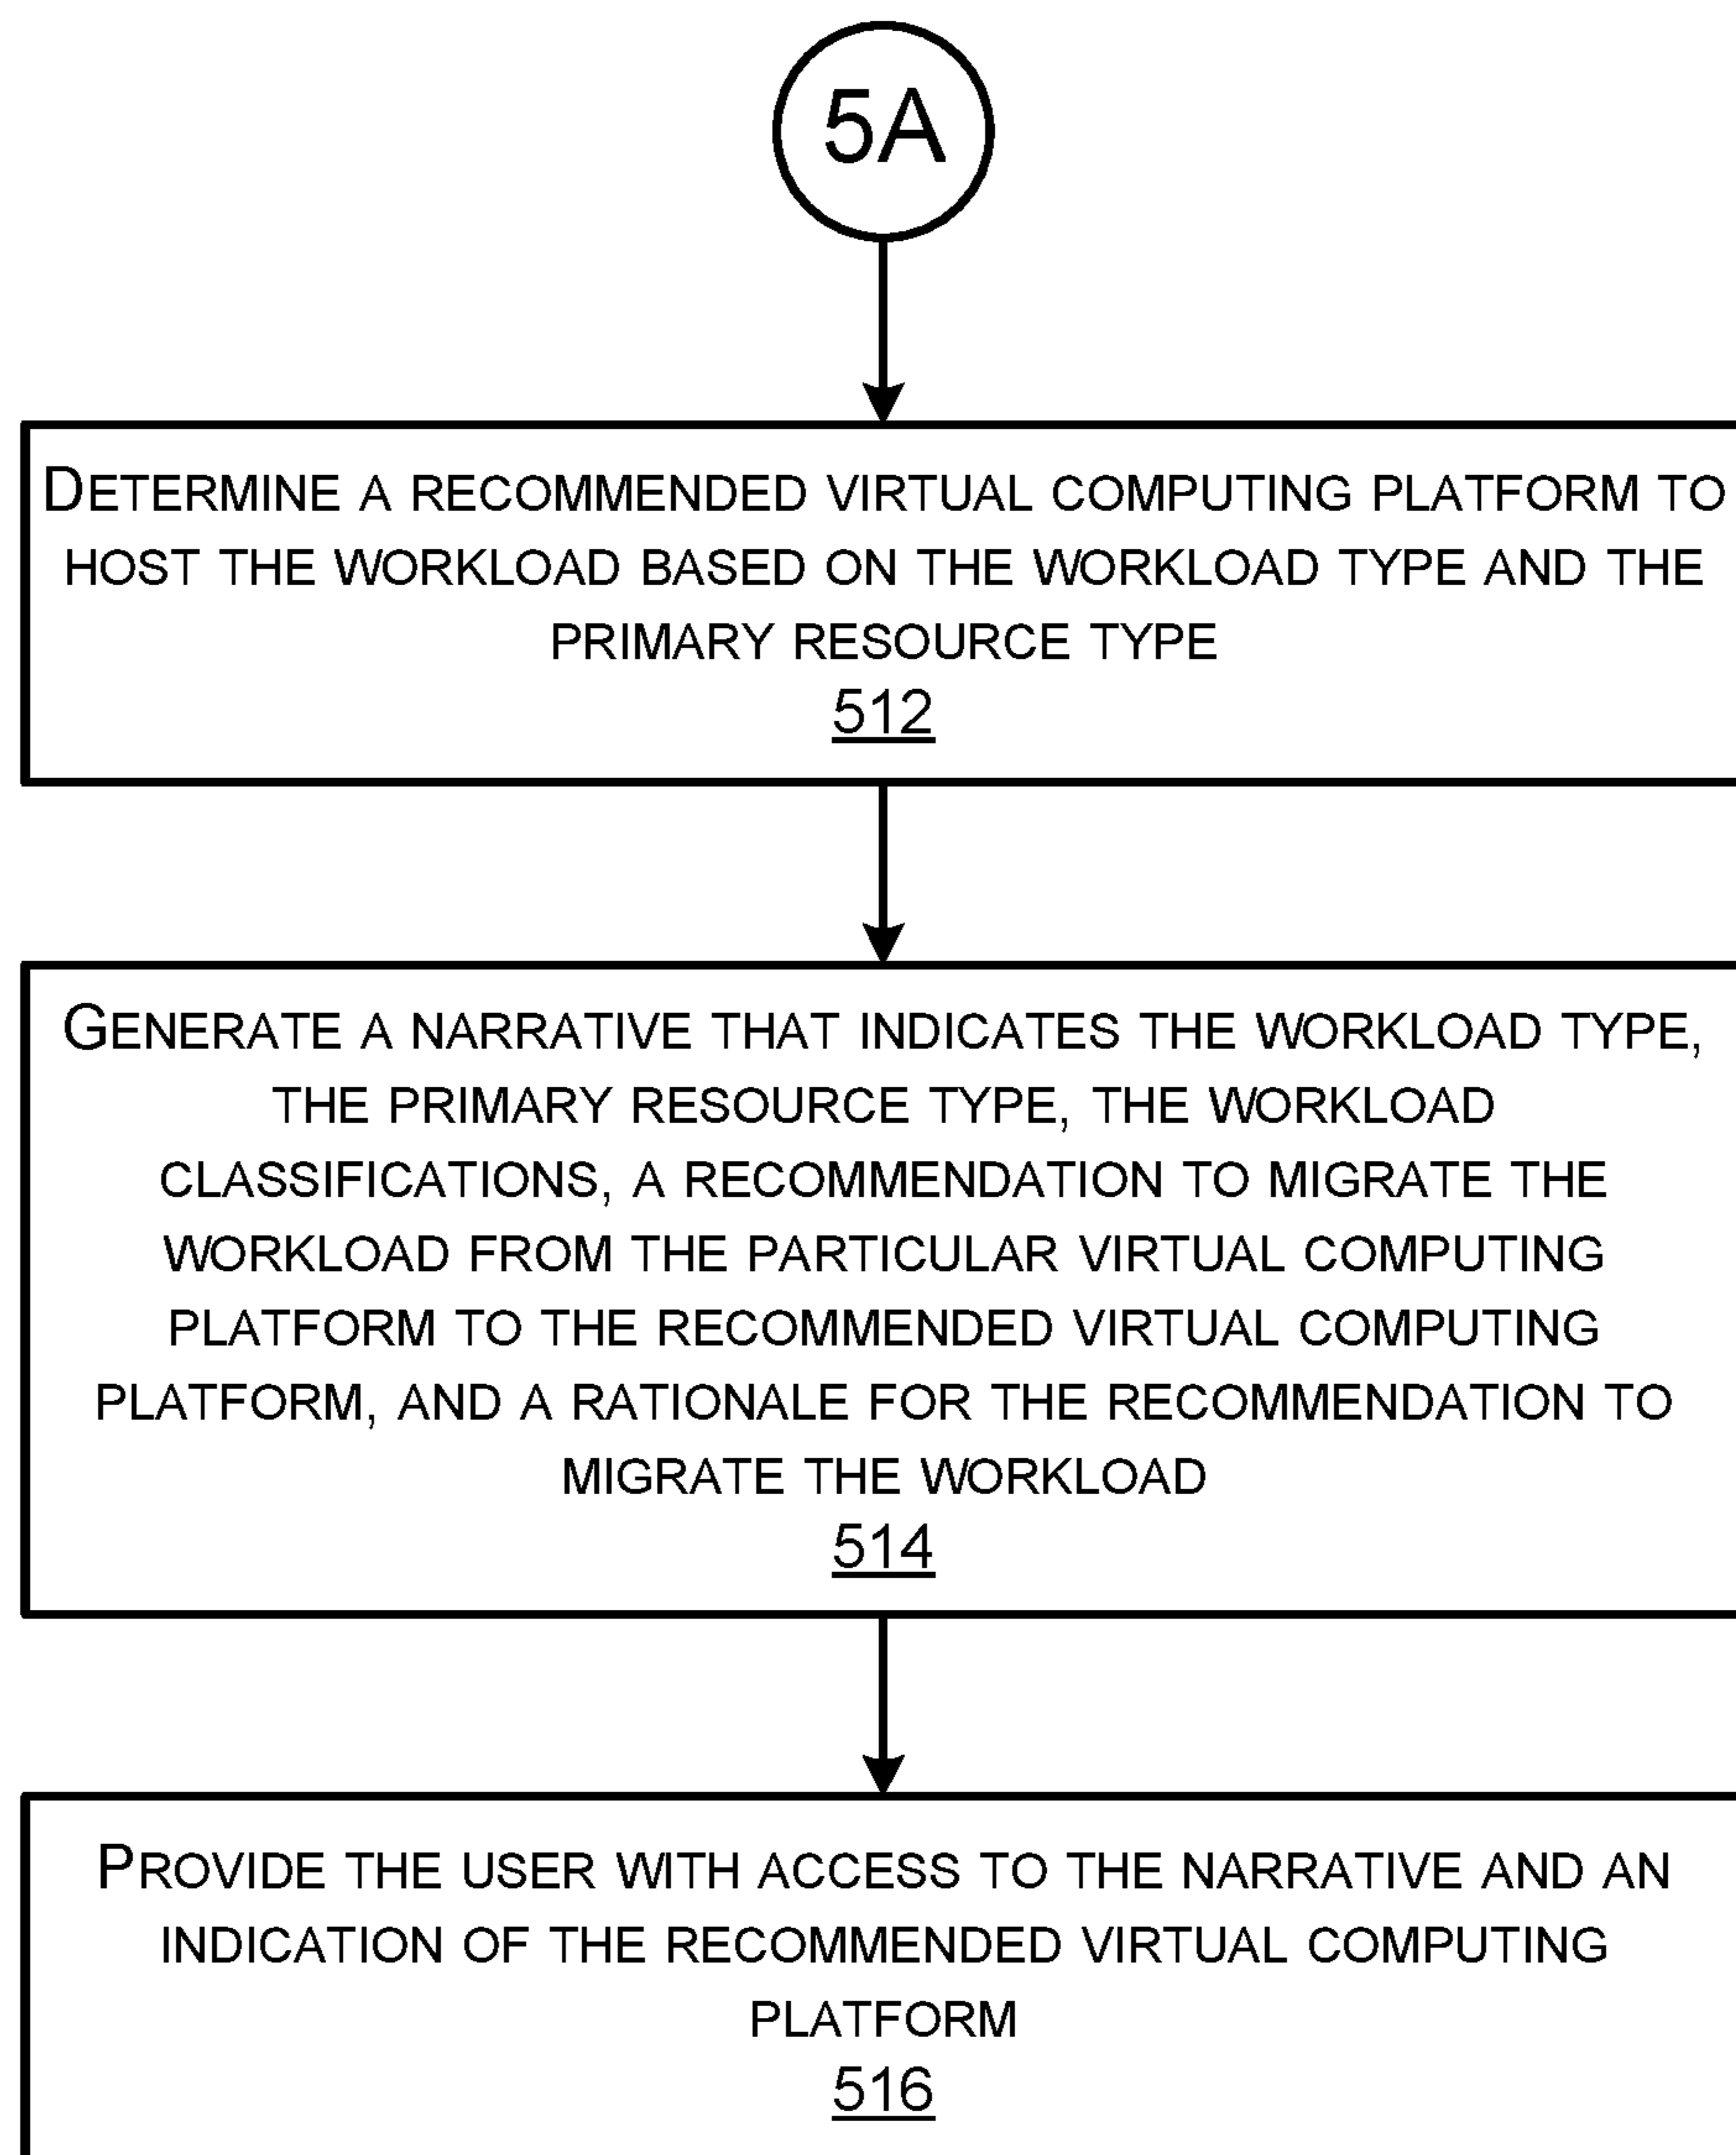 5A
DETERMINE A RECOMMENDED VIRTUAL COMPUTING PLATFORM TO
HOST THE WORKLOAD BASED ON THE WORKLOAD TYPE AND THE
PRIMARY RESOURCE TYPE
512
GENERATE A NARRATIVE THAT INDICATES THE WORKLOAD TYPE,
THE PRIMARY RESOURCE TYPE, THE WORKLOAD
CLASSIFICATIONS, A RECOMMENDATION TO MIGRATE THE
WORKLOAD FROM THE PARTICULAR VIRTUAL COMPUTING
PLATFORM TO THE RECOMMENDED VIRTUAL COMPUTING
PLATFORM, AND A RATIONALE FOR THE RECOMMENDATION TO
MIGRATE THE WORKLOAD
514
PROVIDE THE USER WITH ACCESS TO THE NARRATIVE AND AN
INDICATION OF THE RECOMMENDED VIRTUAL COMPUTING
PLATFORM
516